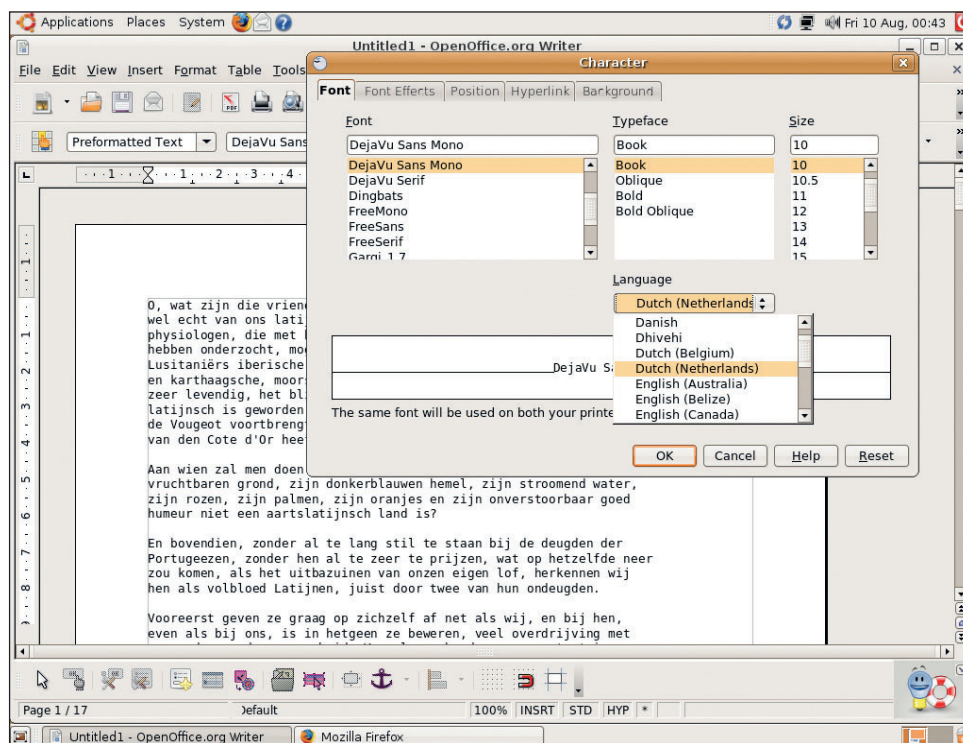 Applications Places System
Fri 10 Aug, 00:43
Untitled1 - OpenOffice.org Writer
File Edit View Insert Format Table Tools
Preformatted Text
DejaVu Sans
Character
Font Font Effects Position Hyperlink Background
Font Typeface Size
DejaVu Sans Mono Book 10
DejaVu Sans Mono Book 10
DejaVu Serif Oblique 10.5
Dingbats Bold 11
FreeMono Bold Oblique 12
FreeSans 13
FreeSerif 14
Gargi_1.7 15
Language
Dutch (Netherlands
Danish
Dhivehi
Dutch (Belgium)
Dutch (Netherlands)
English (Australia)
English (Belize)
English (Canada)
DejaVu Sa
The same font will be used on both your printe
OK Cancel Help Reset
O, wat zijn die
wel echt van ons
physiologen, die met
hebben onderzocht,
Lusitaniërs iberische
en karthaagsche,
zeer levendig, het
latijnsch is geworden
de Vougeot
van den Cote d'Or
Aan wien zal men doen
vruchtbaren grond, zijn donkerblauwen hemel, zijn stroomend water,
zijn rozen, zijn palmen, zijn oranjes en zijn onverstoorbaar goed
humeur niet een aartslatijnsch land is?
En bovendien, zonder al te lang stil te staan bij de deugden der
Portugeezen, zonder hen al te zeer te prijzen, wat op hetzelfde neer
zou komen, als het uitbazuinen van onzen eigen lof, herkennen wij
hen als volbloed Latijnen, juist door twee van hun ondeugden.
Vooreerst geven ze graag op zichzelf af net als wij, en bij hen,
even als bij ons, is in hetgeen ze beweren, veel overdrijving met
Page 1 / 17
Default
100% INSRT STD HYP *
Untitled1 - OpenOffice.org Writer
Mozilla Firefox